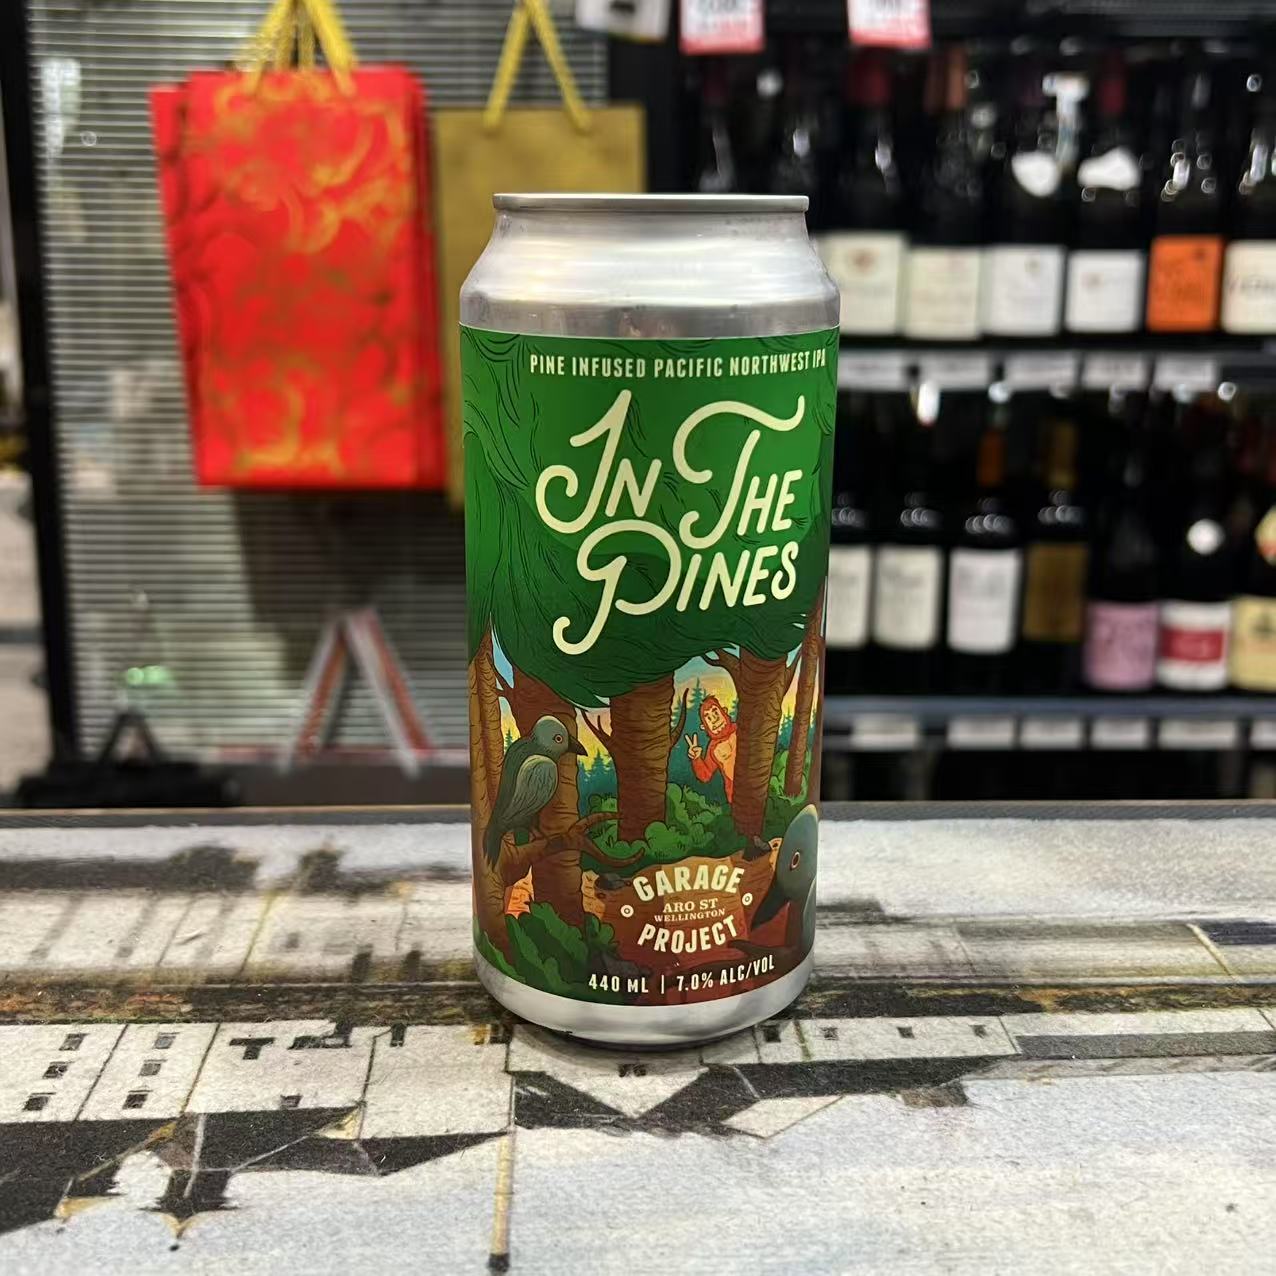 PINE INFUSED PACIFIC NORTHWEST IPA
IN THE
PINES
GARAGE
ARO ST
WELLINGTON
PROJECT
440 ML | 7.0% ALC/VOL